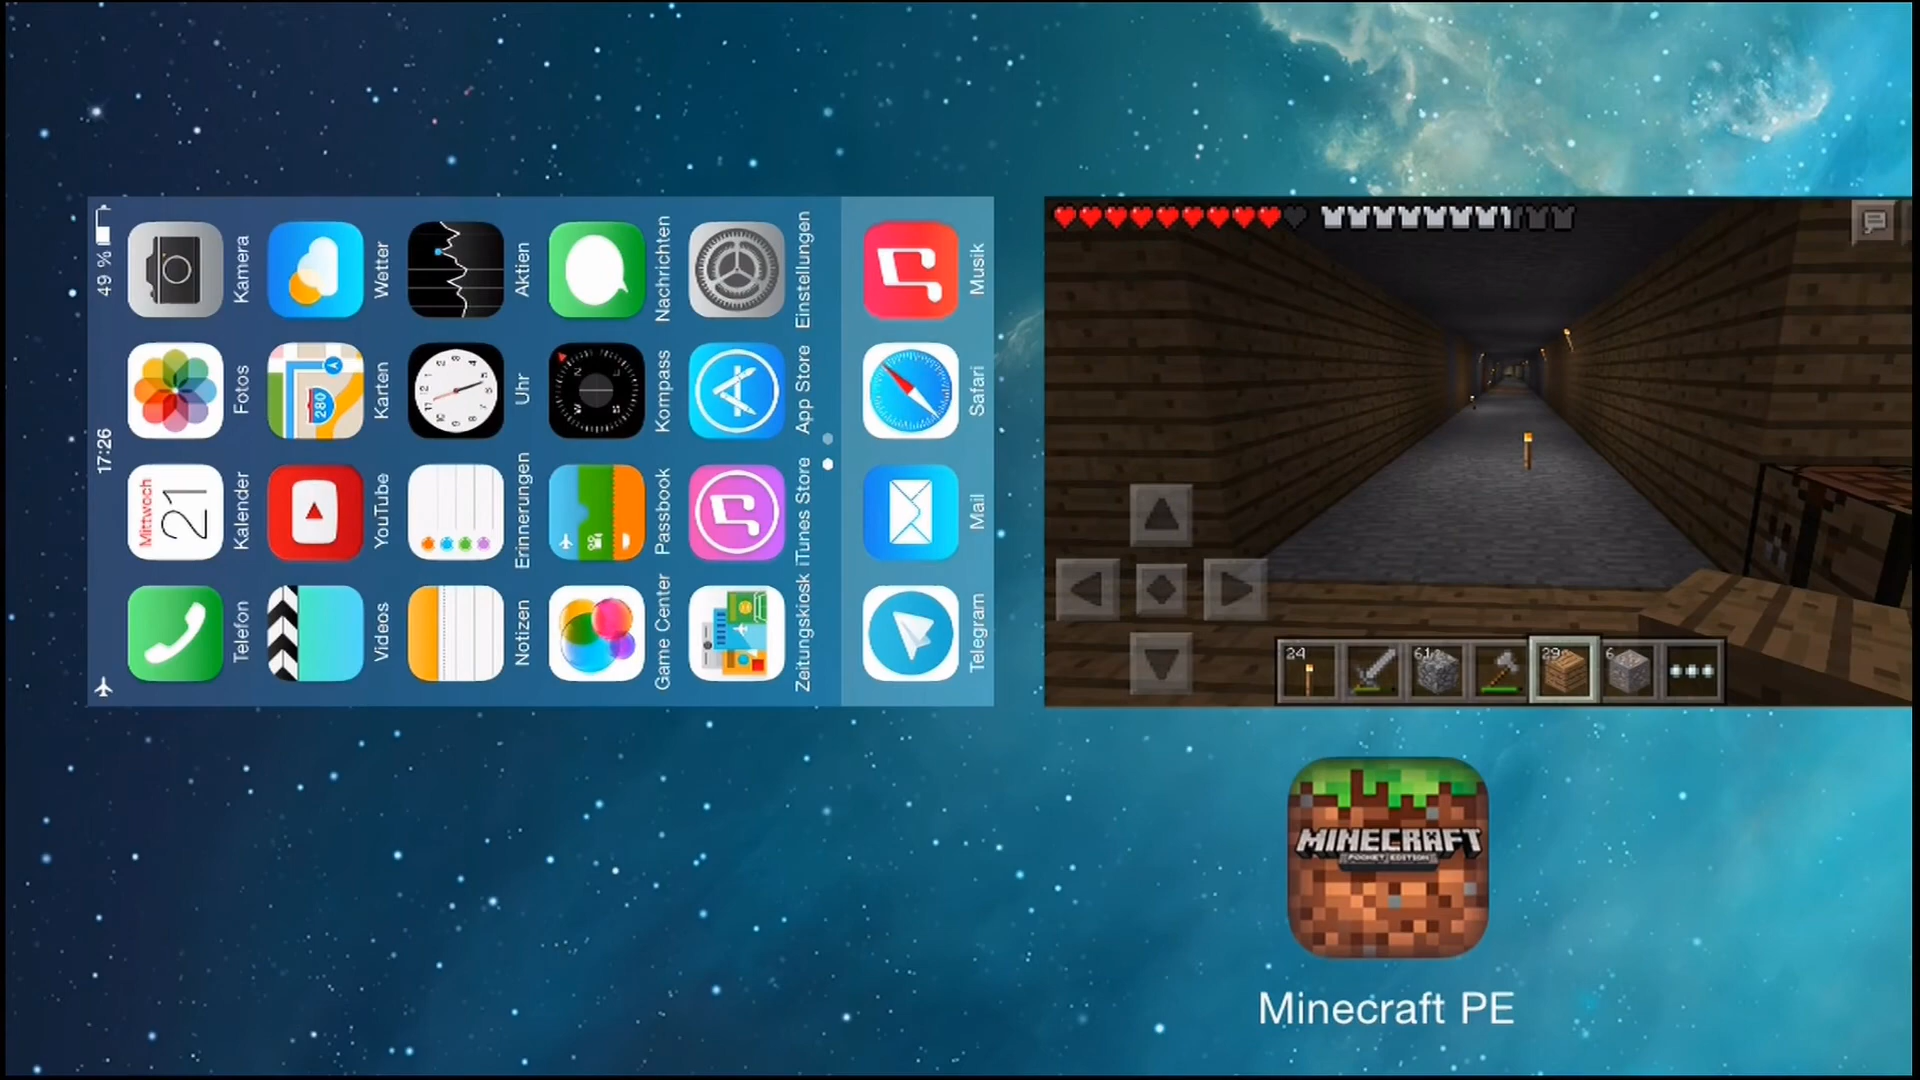 17:26
49 %
Telefon
Kalender
Fotos
Kamera
Mittwoch
21
Videos
YouTube
Karten
Wetter
280
Notizen
Erinnerungen
Uhr
Aktien
Game Center
Passbook
Kompass
Nachrichten
Zeitungskiosk
iTunes Store
App Store
Einstellungen
Telegram
Mail
Safari
Musik
24
61
29
6
MINECRAFT
POCKET EDITION
Minecraft PE